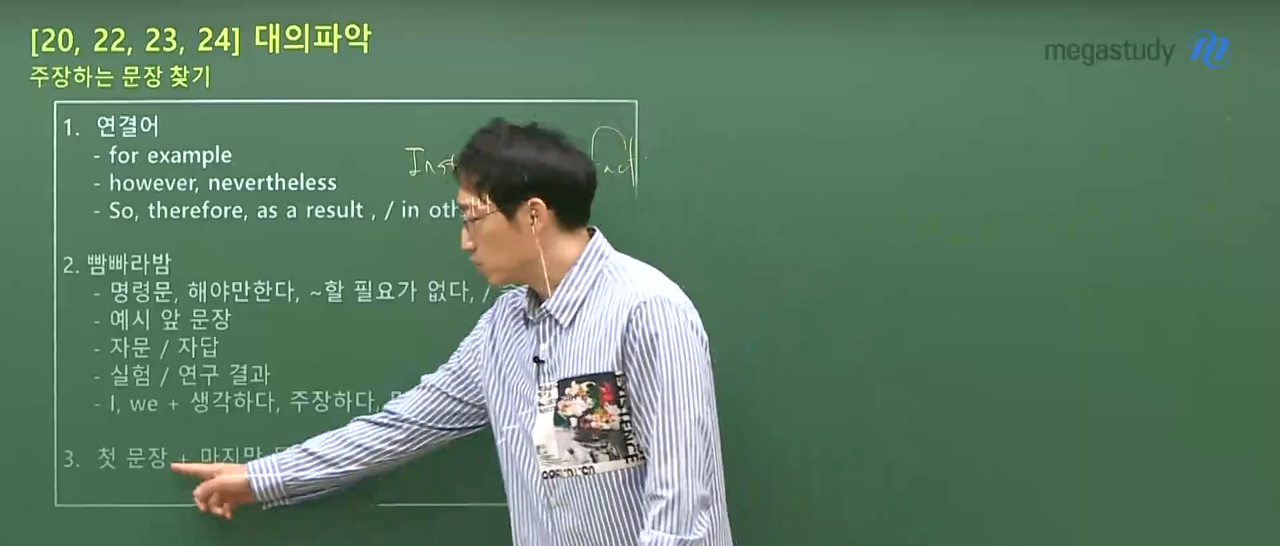 [20, 22, 23, 24] 대의파악
megastudy
주장하는 문장 찾기
1. 연결어
- for example
- however, nevertheless
- So, therefore, as a result , / in
2. 빰빠라밤
- 명령문, 해야만한다, ~할 필요가 없다, /
- 예시 앞 문장
- 자문 / 자답
- 실험 / 연구 결과
- I, we + 생각하다, 주장하다,
3. 첫 문장 + 마지막
EXISTENCE